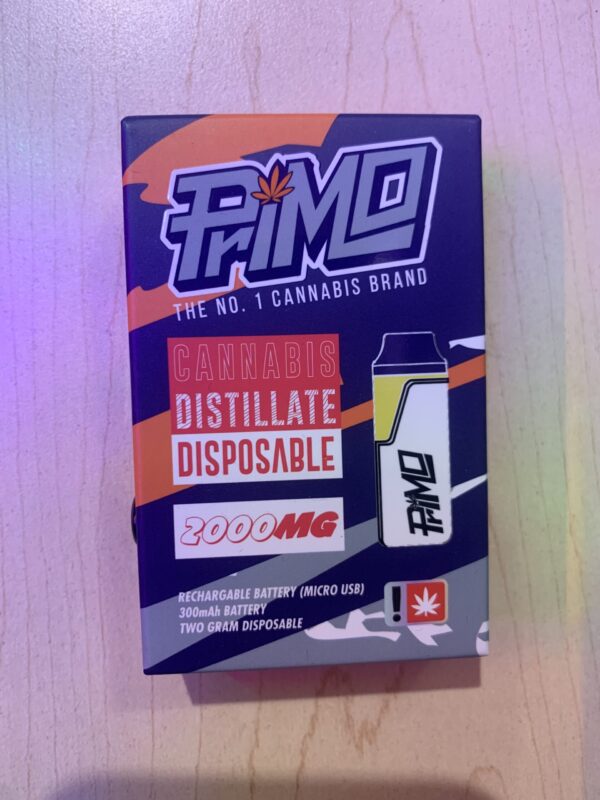 PriMO
THE NO. 1 CANNABIS BRAND
CANNABIS
DISTILLATE
DISPOSABLE
2000MG
PriMO
RECHARGABLE BATTERY (MICRO USB)
300mAh BATTERY
TWO GRAM DISPOSABLE
!